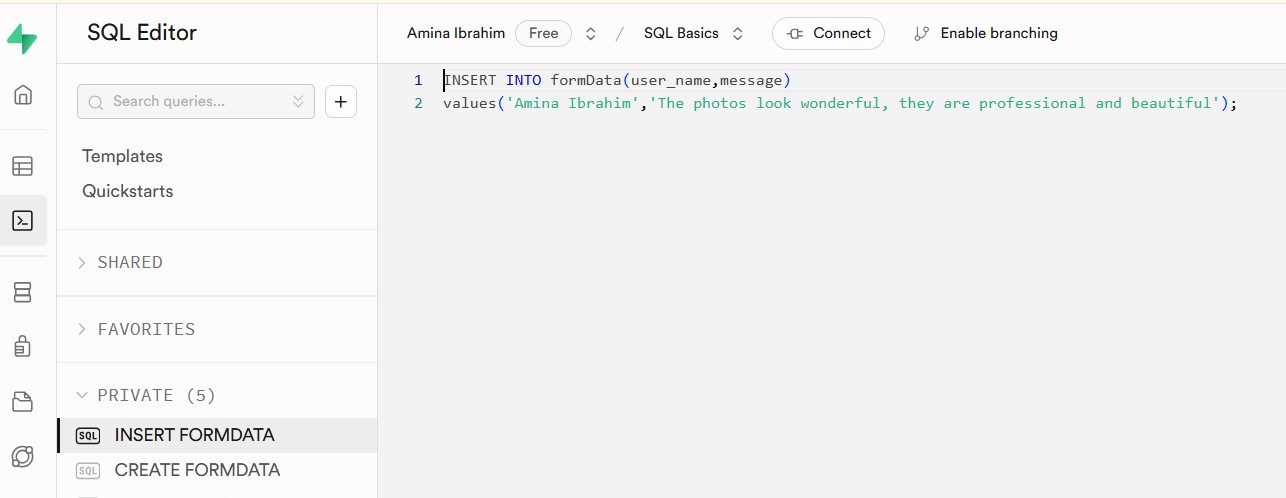 SQL Editor
Amina Ibrahim Free / SQL Basics Connect Enable branching
Search queries...
Templates
Quickstarts
SHARED
FAVORITES
PRIVATE (5)
SQL INSERT FORMDATA
SQL CREATE FORMDATA
1 INSERT INTO formData(user_name,message)
2 values('Amina Ibrahim','The photos look wonderful, they are professional and beautiful');